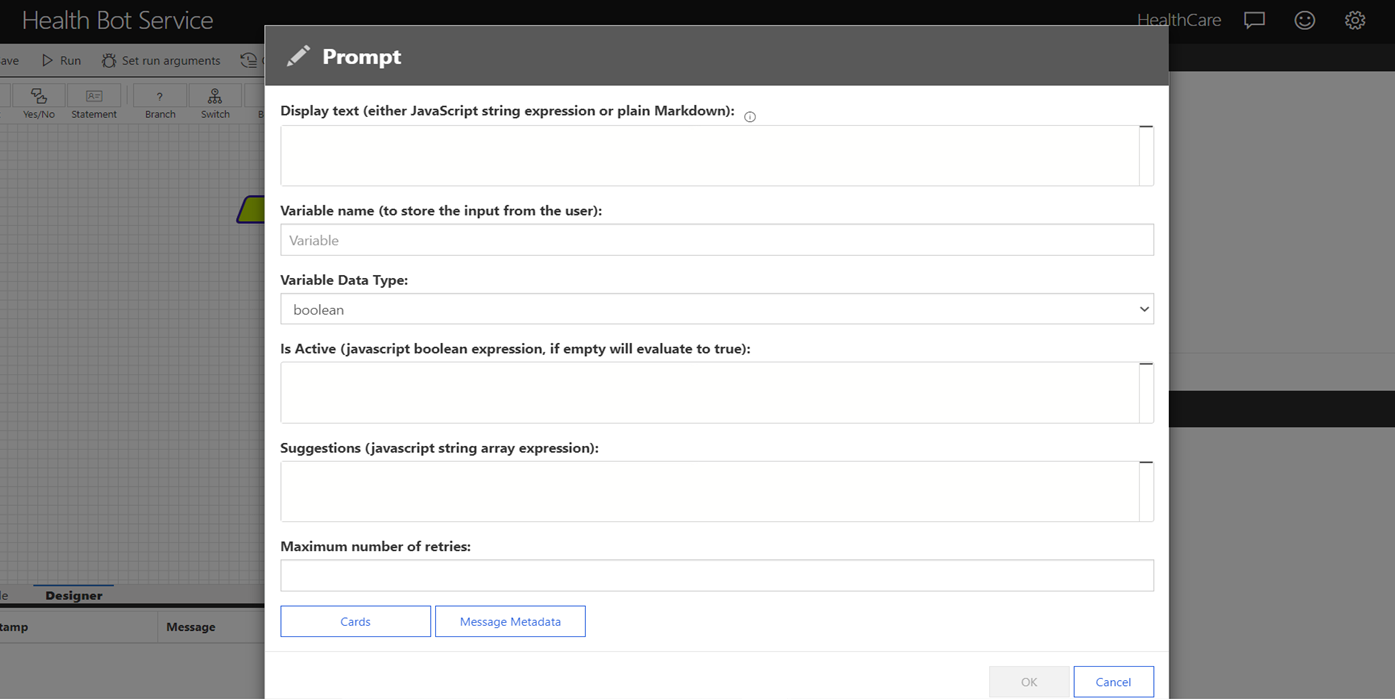 Health Bot Service
HealthCare
Prompt
Run
Set run arguments
Yes/No
Statement
?
Branch
Switch
Display text (either JavaScript string expression or plain Markdown):
Variable name (to store the input from the user):
Variable
Variable Data Type:
boolean
Is Active (javascript boolean expression, if empty will evaluate to true):
Suggestions (javascript string array expression):
Maximum number of retries:
Designer
Message
Cards
Message Metadata
OK
Cancel